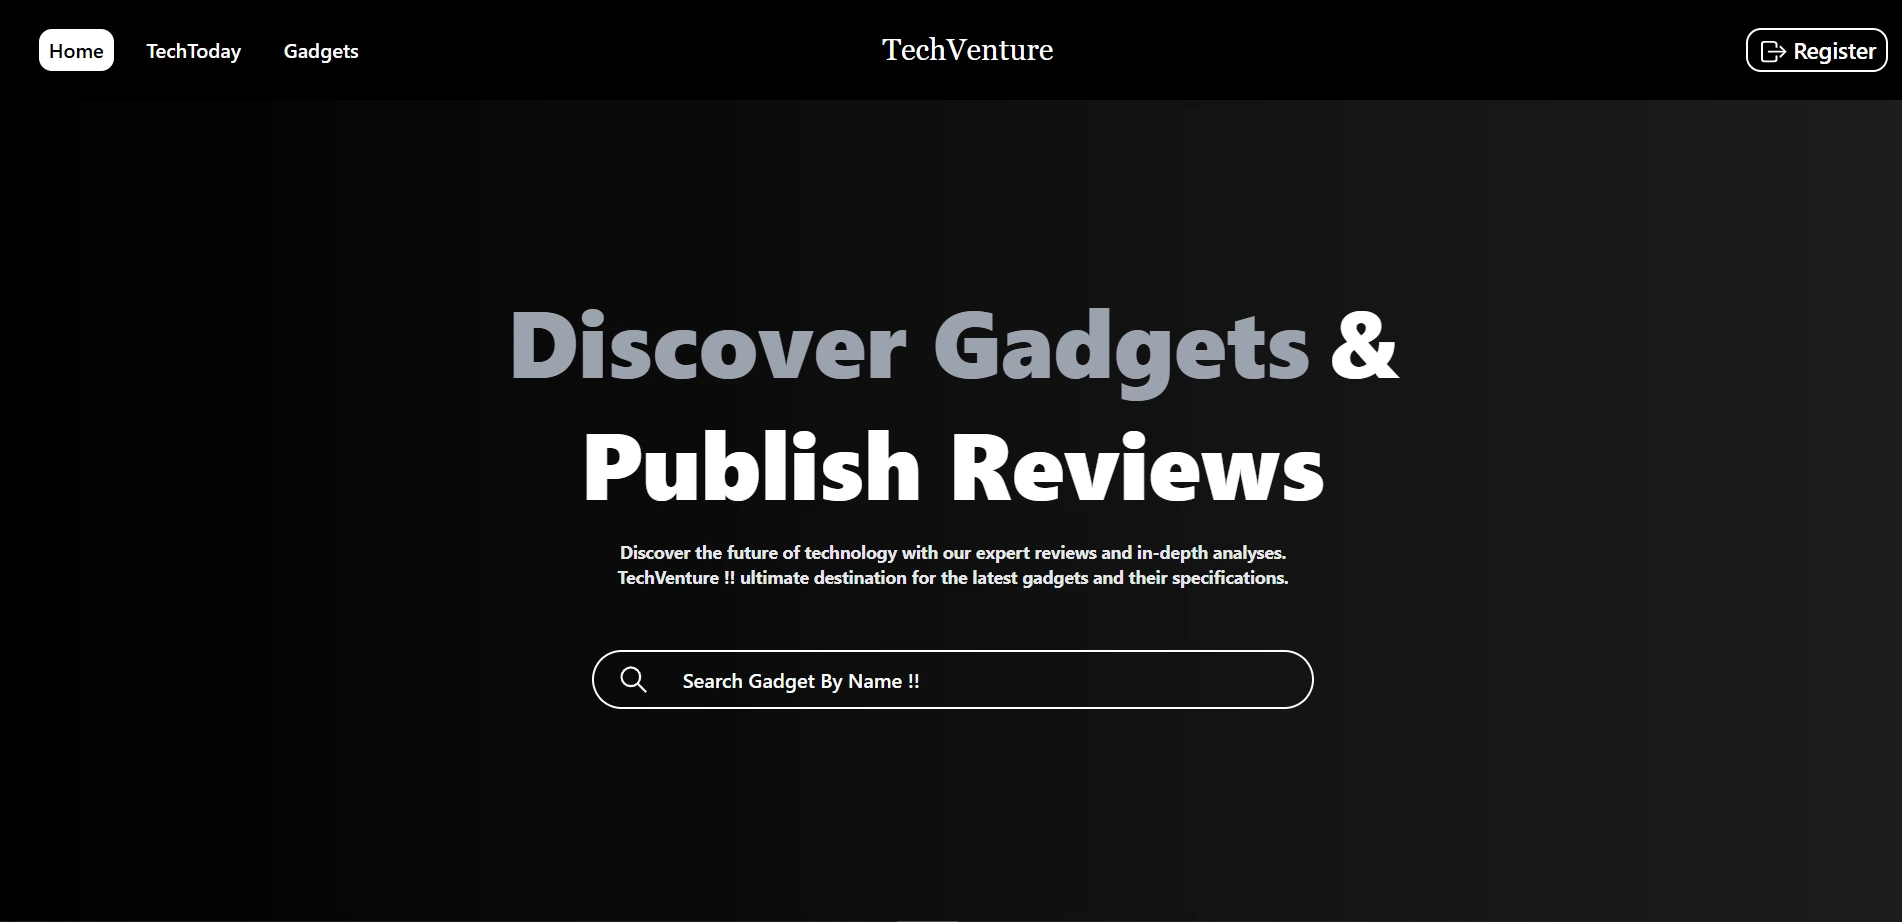 Home TechToday Gadgets TechVenture Register
Discover Gadgets &
Publish Reviews
Discover the future of technology with our expert reviews and in-depth analyses.
TechVenture !! ultimate destination for the latest gadgets and their specifications.
Search Gadget By Name !!